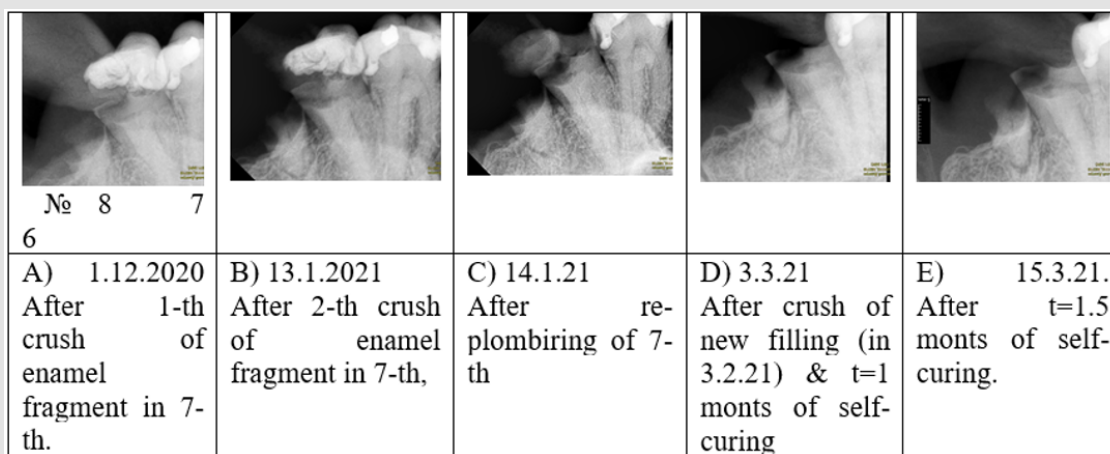 № 8 7
6
A) 1.12.2020
After 1-th
crush of
enamel
fragment in 7-
th.
B) 13.1.2021
After 2-th crush
of enamel
fragment in 7-th,
C) 14.1.21
After re-
plombiring of 7-
th
D) 3.3.21
After crush of
new filling (in
3.2.21) & t=1
monts of self-
curing
E) 15.3.21.
After t=1.5
monts of self-
curing.